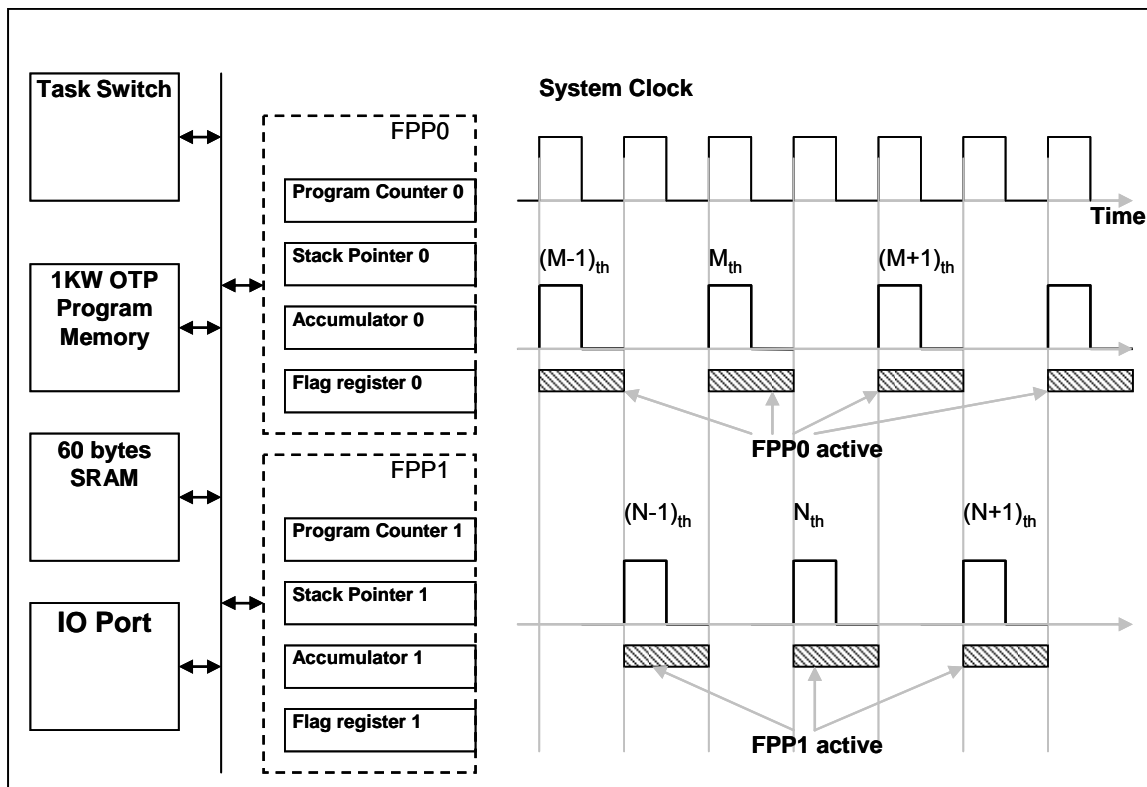 Task Switch
1KW OTP
Program
Memory
60 bytes
SRAM
IO Port
FPP0
Program Counter 0
Stack Pointer 0
Accumulator 0
Flag register 0
FPP1
Program Counter 1
Stack Pointer 1
Accumulator 1
Flag register 1
System Clock
Time
(M-1)th
Mth
(M+1)th
FPP0 active
(N-1)th
Nth
(N+1)th
FPP1 active